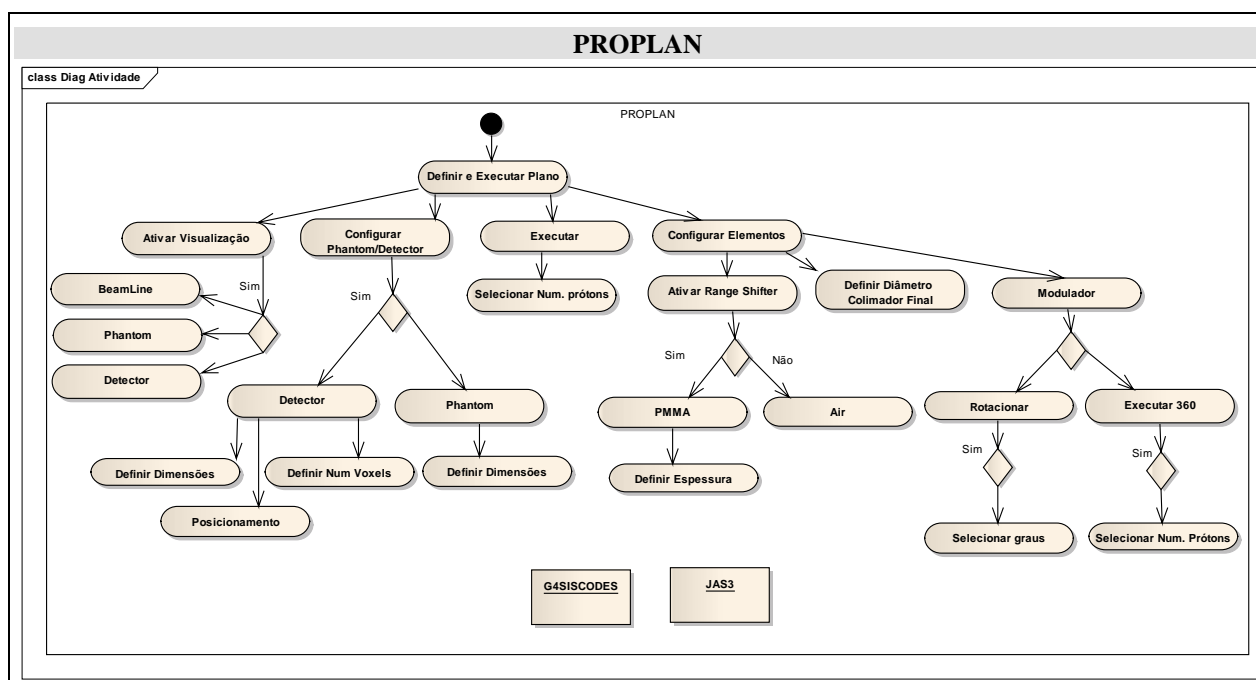 PROPLAN
class Diag Atividade
PROPLAN
Definir e Executar Plano
Ativar Visualização
Configurar
Phantom/Detector
Executar
Configurar Elementos
Sim
BeamLine
Phantom
Detector
Sim
Selecionar Num. prótons
Ativar Range Shifter
Definir Diâmetro
Colimador Final
Modulador
Sim
Não
Detector
Phantom
PMMA
Air
Rotacionar
Executar 360
Sim
Sim
Definir Dimensões
Definir Num Voxels
Definir Dimensões
Definir Espessura
Posicionamento
Selecionar graus
Selecionar Num. Prótons
G4SISCODES
JAS3